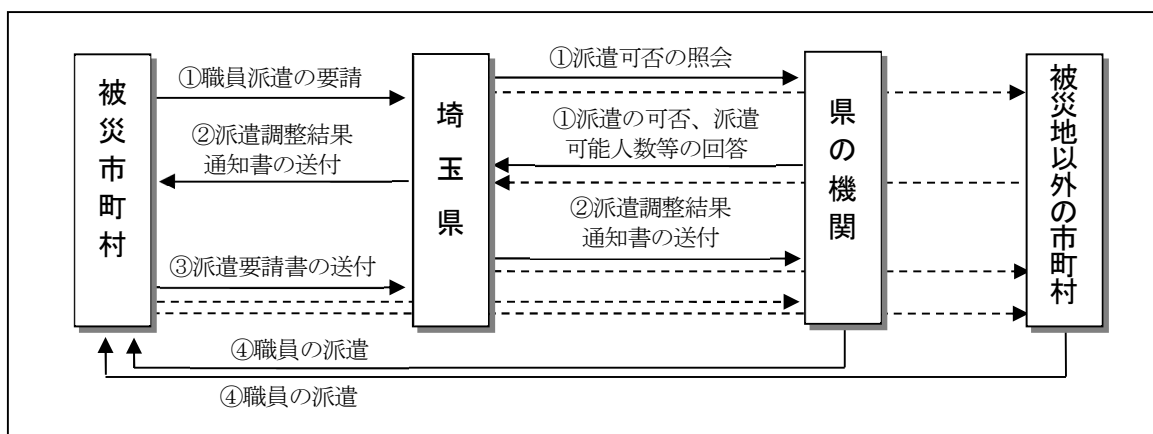 被災市町村
①職員派遣の要請
②派遣調整結果
通知書の送付
③派遣要請書の送付
埼玉県
①派遣可否の照会
①派遣の可否、派遣
可能人数等の回答
②派遣調整結果
通知書の送付
県の機関
被災地以外の市町村
④職員の派遣
④職員の派遣